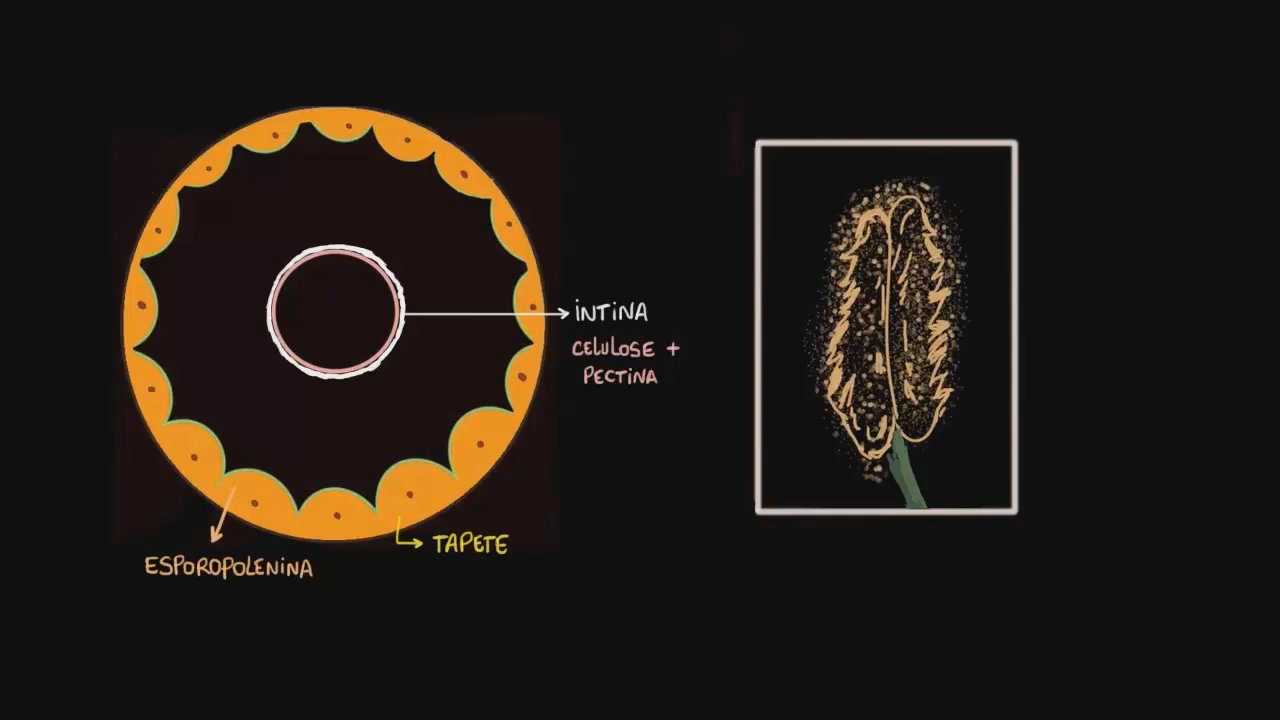 INTINA
CELULOSE +
PECTINA
TAPETE
ESPOROPOLENINA